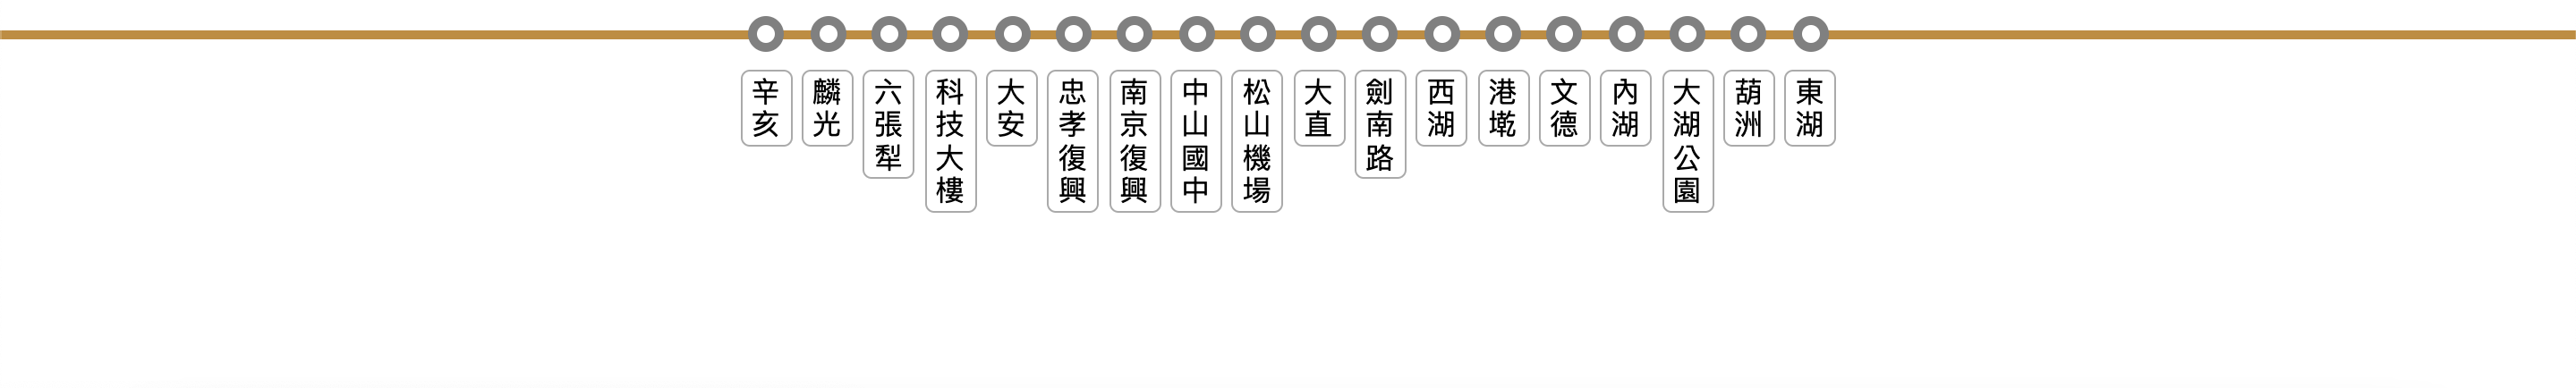 辛亥
麟光
六張犁
科技大樓
大安
忠孝復興
南京復興
中山國中
松山機場
大直
劍南路
西湖
港墘
文德
內湖
大湖公園
葫洲
東湖